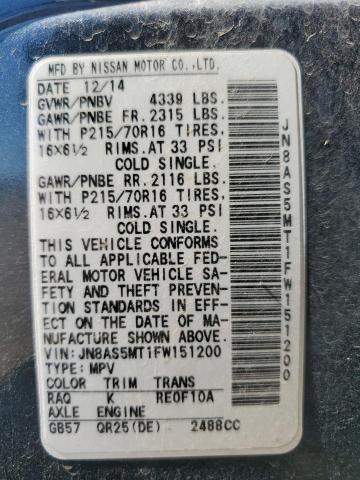 MFD BY NISSAN MOTOR CO.,LTD.
DATE 12/14
GVWR/PNBV 4339 LBS.
GAWR/PNBE FR. 2315 LBS.
WITH P215/70R16 TIRES,
16X6½ RIMS.AT 33 PSI
COLD SINGLE.
GAWR/PNBE RR. 2116 LBS.
WITH P215/70R16 TIRES,
16X6½ RIMS.AT 33 PSI
COLD SINGLE.
THIS VEHICLE CONFORMS
TO ALL APPLICABLE FED-
ERAL MOTOR VEHICLE SA-
FETY AND THEFT PREVEN-
TION STANDARDS IN EFF-
ECT ON THE DATE OF MA-
NUFACTURE SHOWN ABOVE.
VIN:JN8AS5MT1FW151200
TYPE: MPV
COLOR TRIM TRANS
RAQ K RE0F10A
AXLE ENGINE
GB57 QR25(DE) 2488CC
JN8AS5MT1FW151200